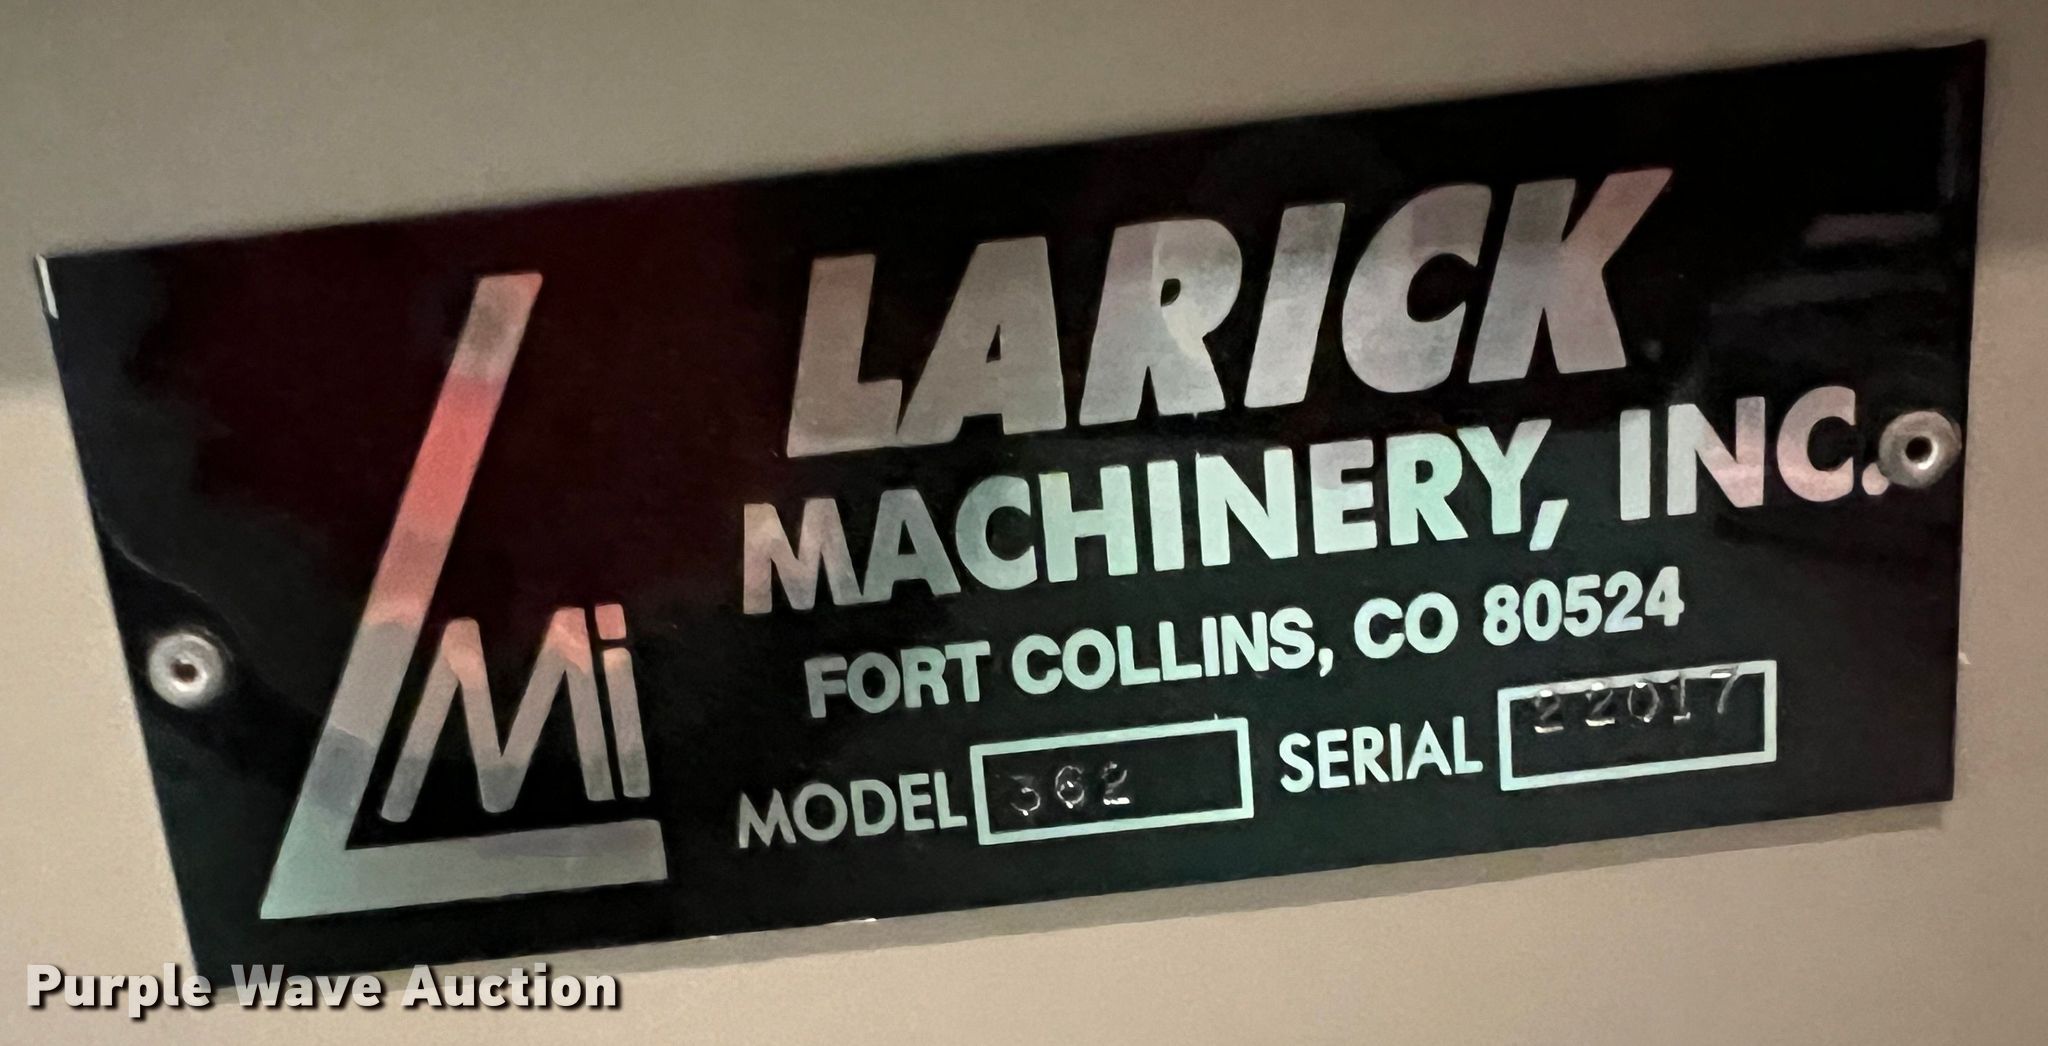 LARICK
MACHINERY, INC.
LMi
FORT COLLINS, CO 80524
MODEL 362 SERIAL 22017
Purple Wave Auction